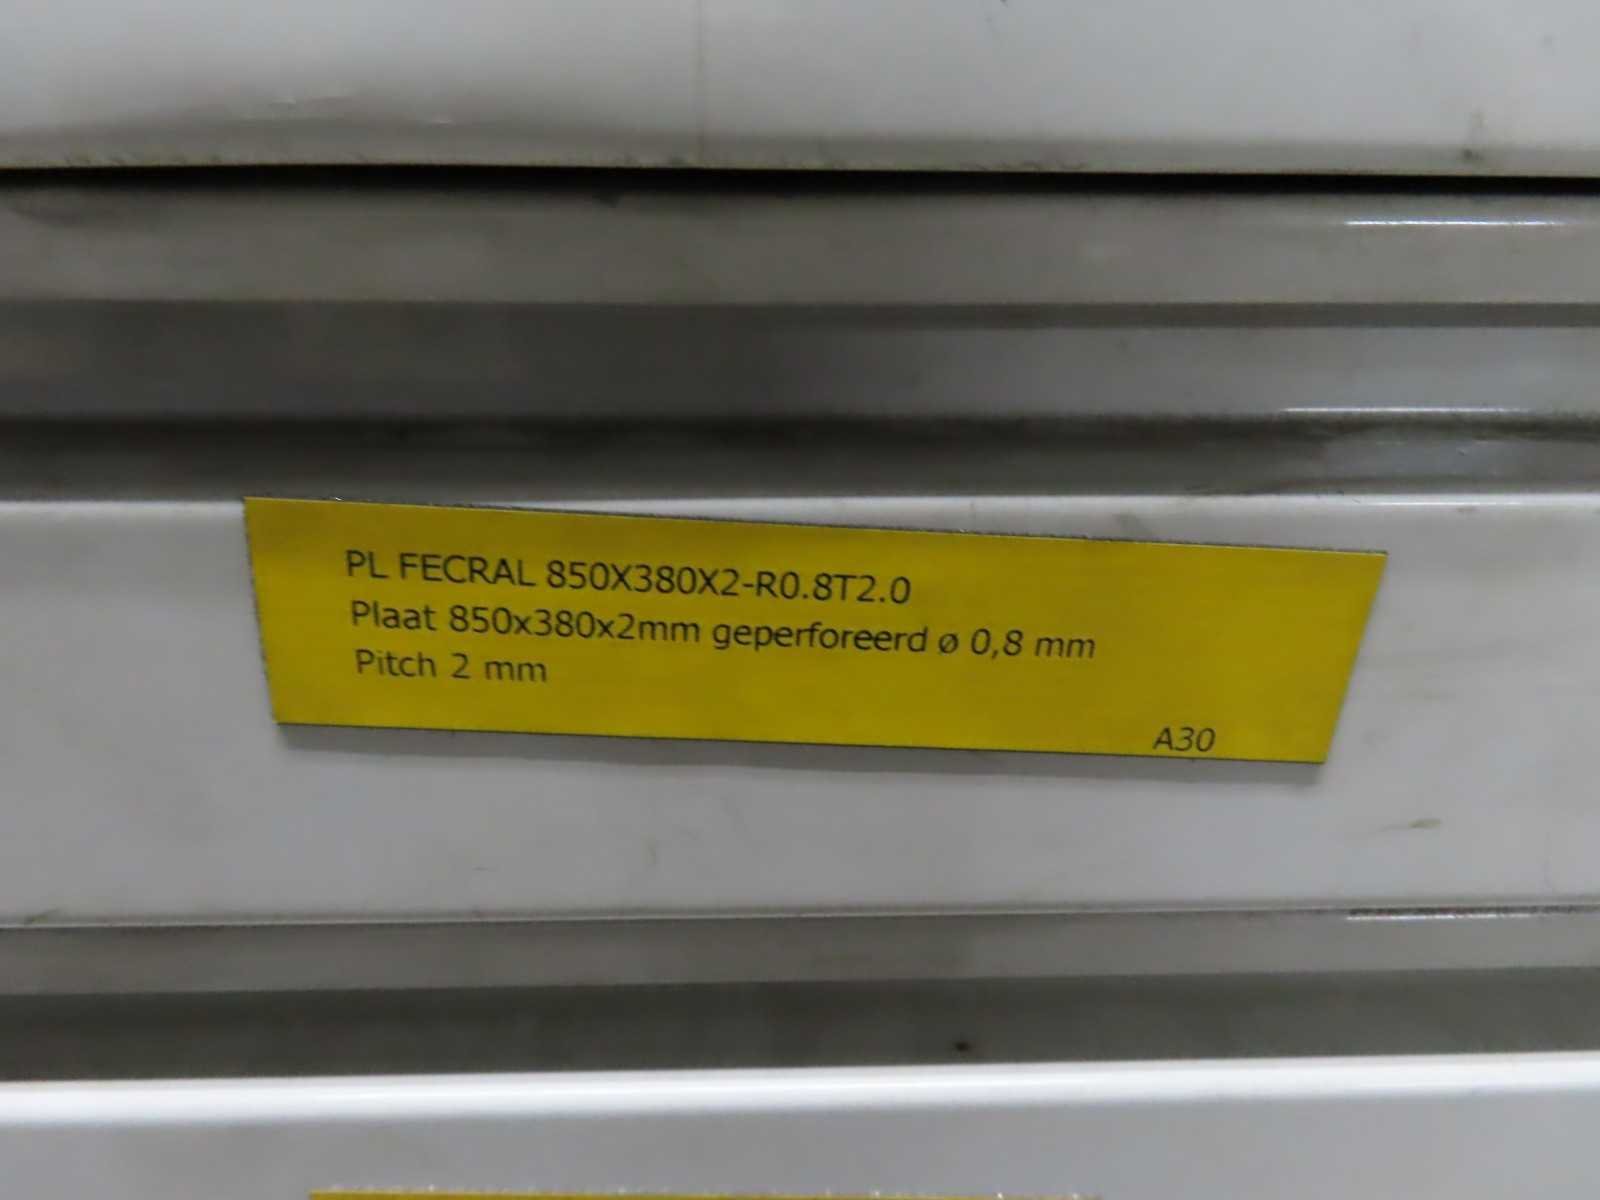 PL FECRAL 850X380X2-R0.8T2.0
Plaat 850x380x2mm geperforeerd ø 0,8 mm
Pitch 2 mm
A30